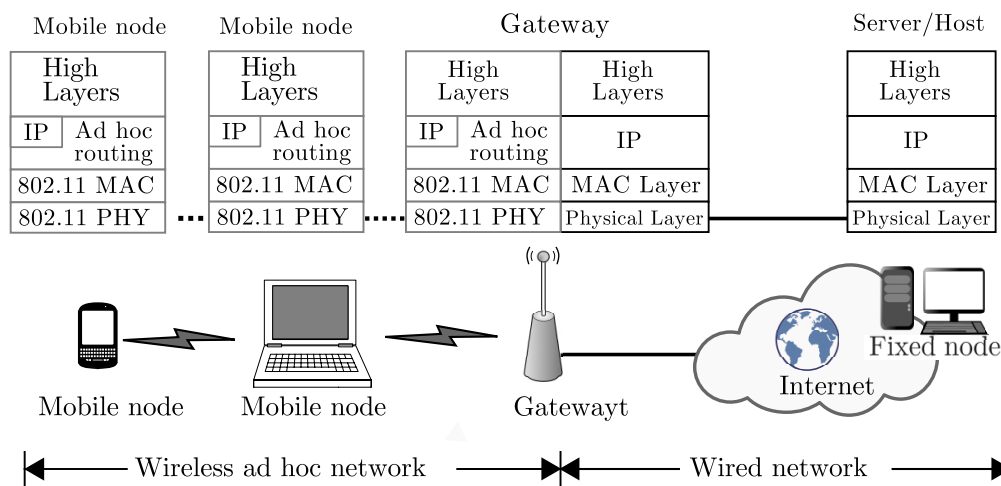 Mobile node
Mobile node
Gateway
Server/Host
High
Layers
High
Layers
High
Layers
High
Layers
High
Layers
IP
Ad hoc
routing
IP
Ad hoc
routing
IP
Ad hoc
routing
IP
IP
802.11 MAC
802.11 MAC
802.11 MAC
MAC Layer
MAC Layer
802.11 PHY
802.11 PHY
802.11 PHY
Physical Layer
Physical Layer
Fixed node
Internet
Mobile node
Mobile node
Gatewayt
Wireless ad hoc network
Wired network